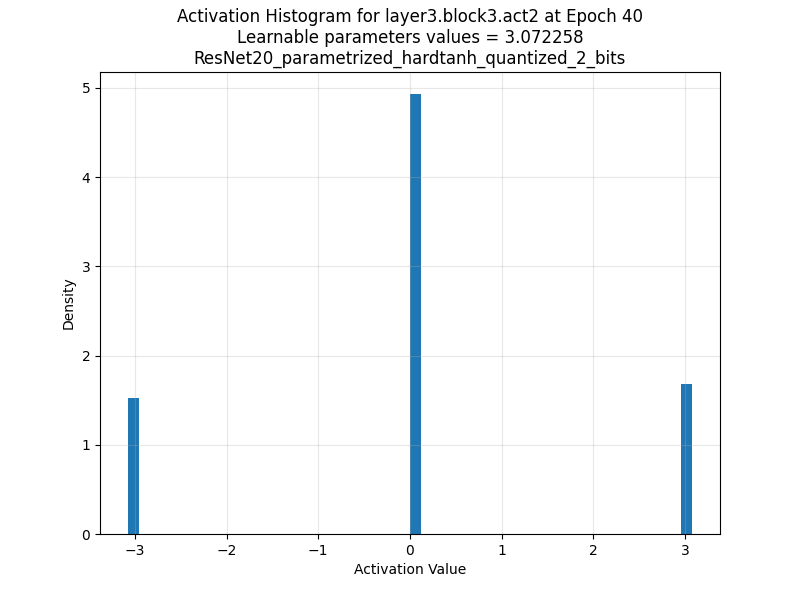 Activation Histogram for layer3.block3.act2 at Epoch 40
Learnable parameters values = 3.072258
ResNet20_parametrized_hardtanh_quantized_2_bits
5
4
3
2
1
0
Density
−3 −2 −1 0 1 2 3
Activation Value